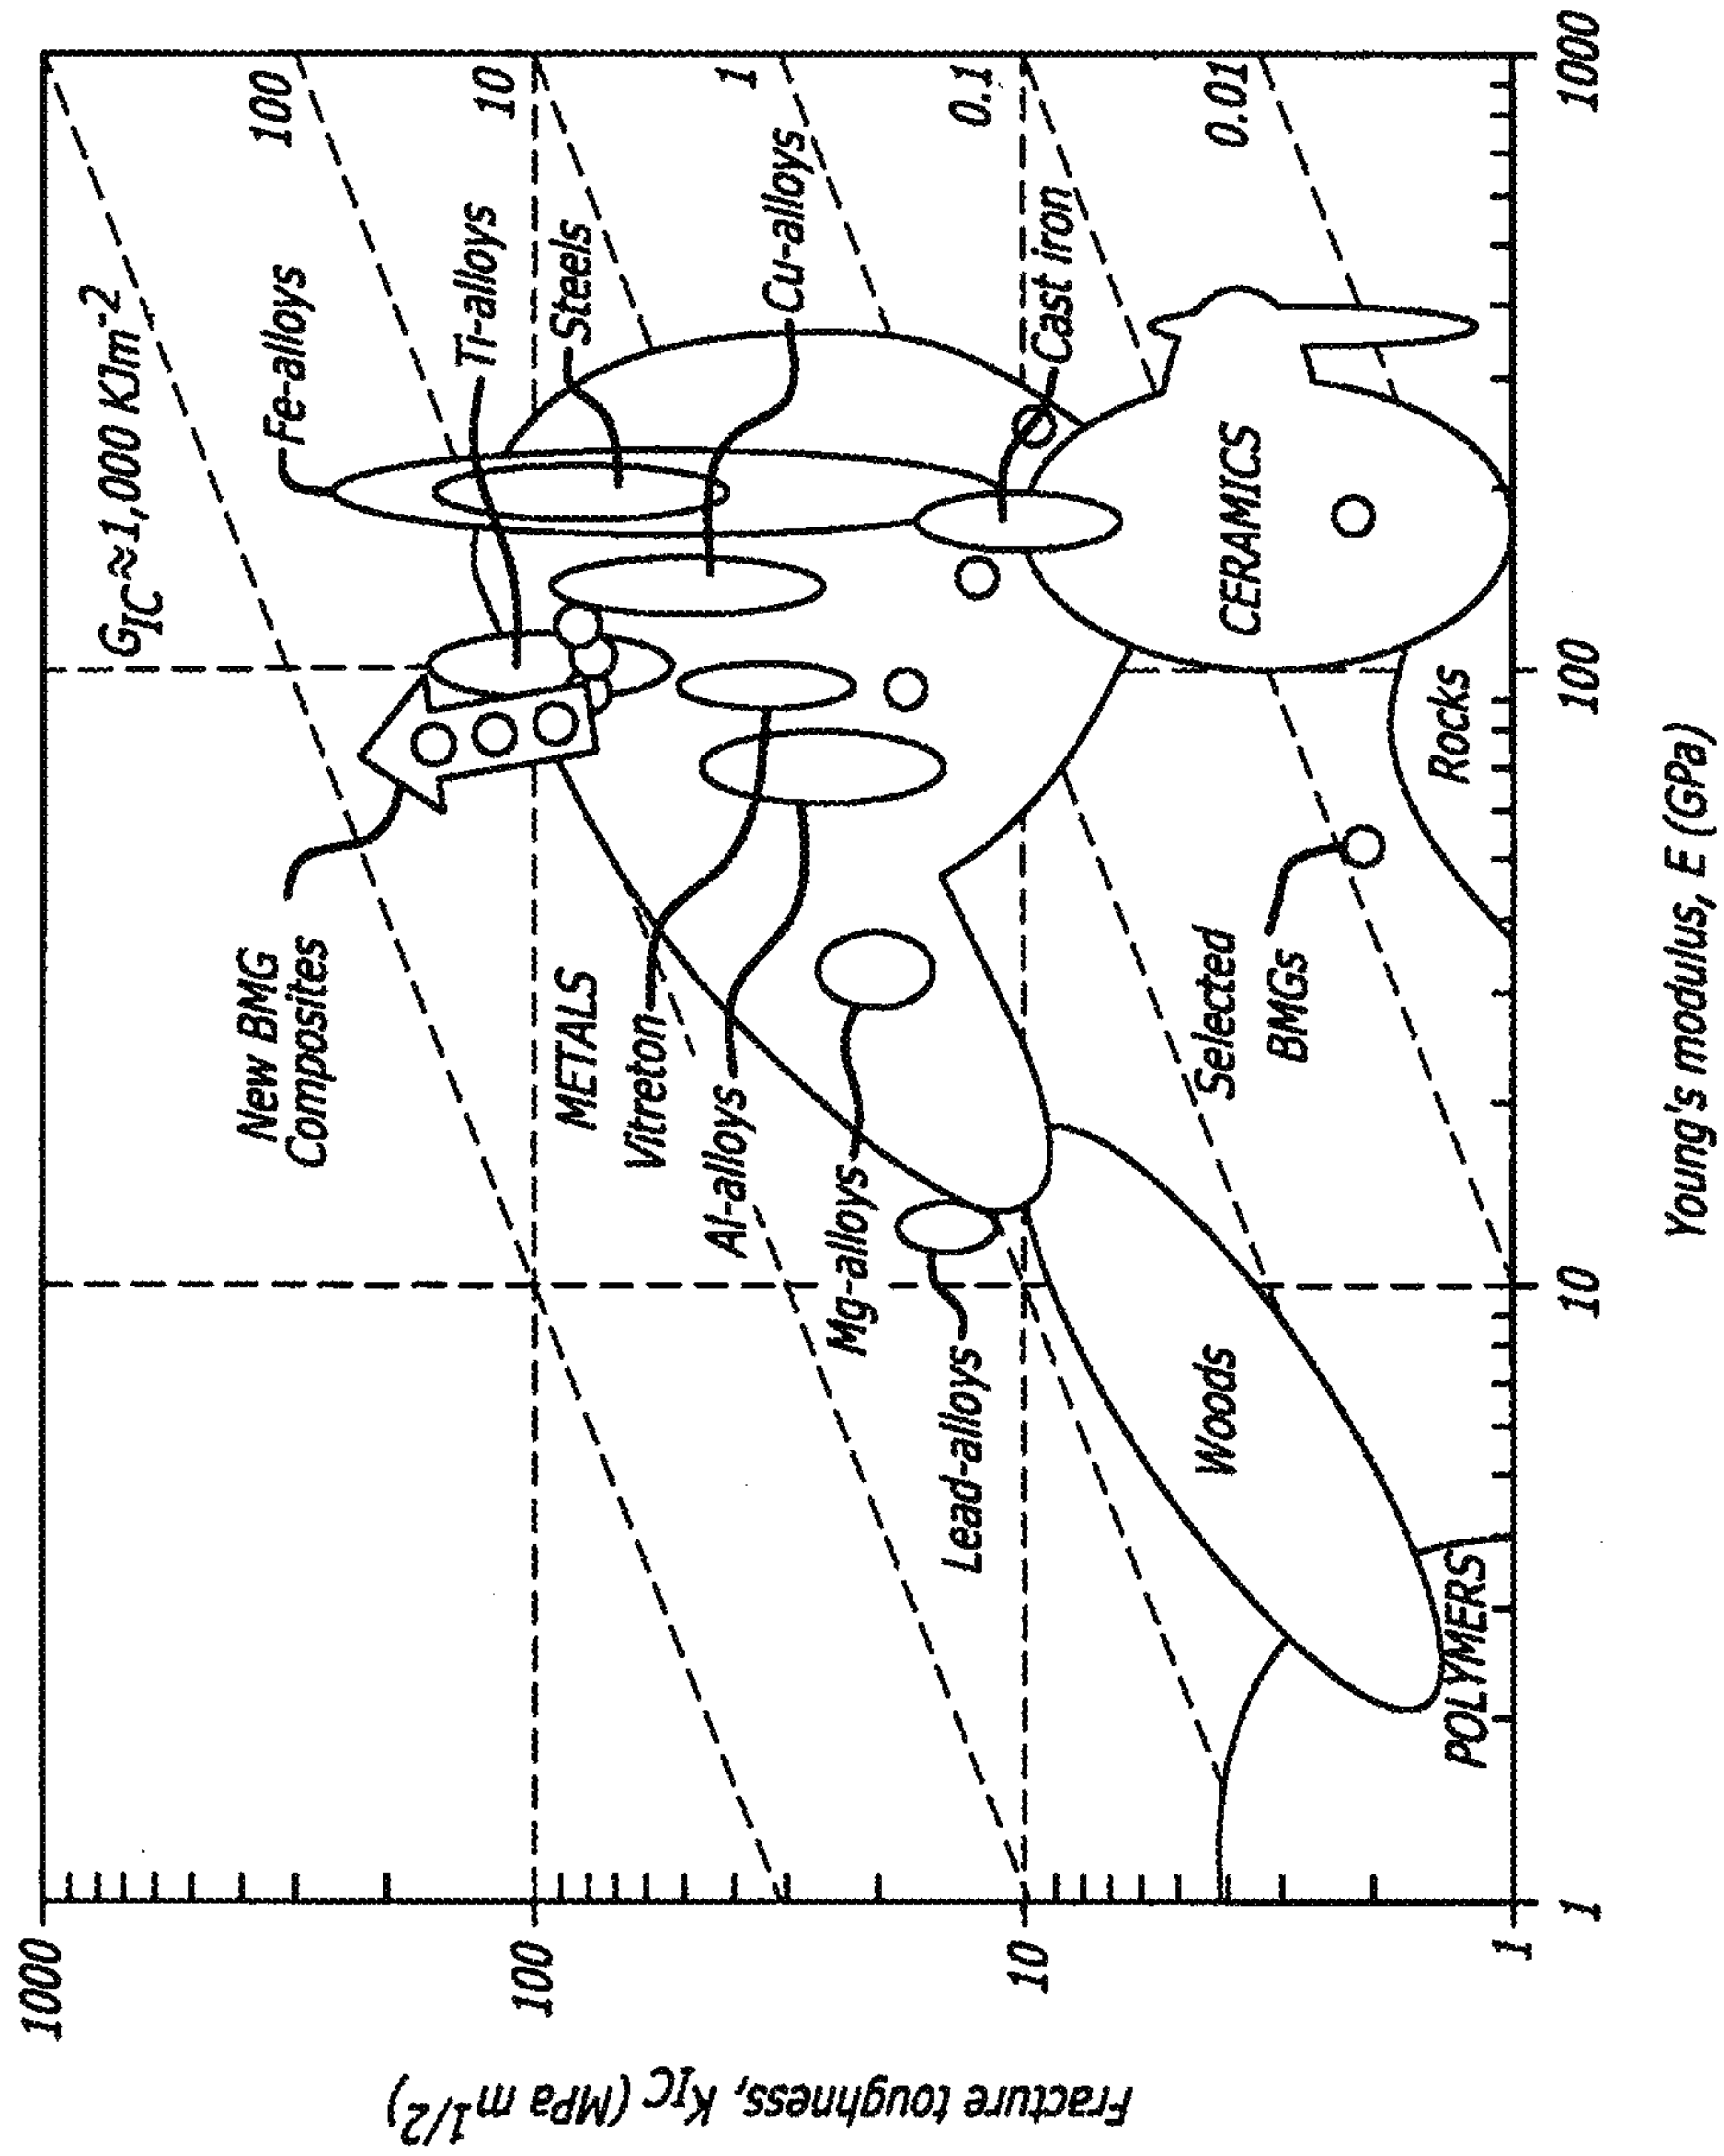 Fracture toughness, K_IC (MPa m^1/2)
1000
100
10
1
G_IC≈1,000 KJm^-2
100
10
1
0.1
0.01
Fe-alloys
Ti-alloys
Steels
Cu-alloys
Cast iron
New BMG
Composites
METALS
Vitreton
Al-alloys
Mg-alloys
Lead-alloys
CERAMICS
Rocks
Selected
BMGs
Woods
POLYMERS
1
10
100
1000
Young's modulus, E (GPa)